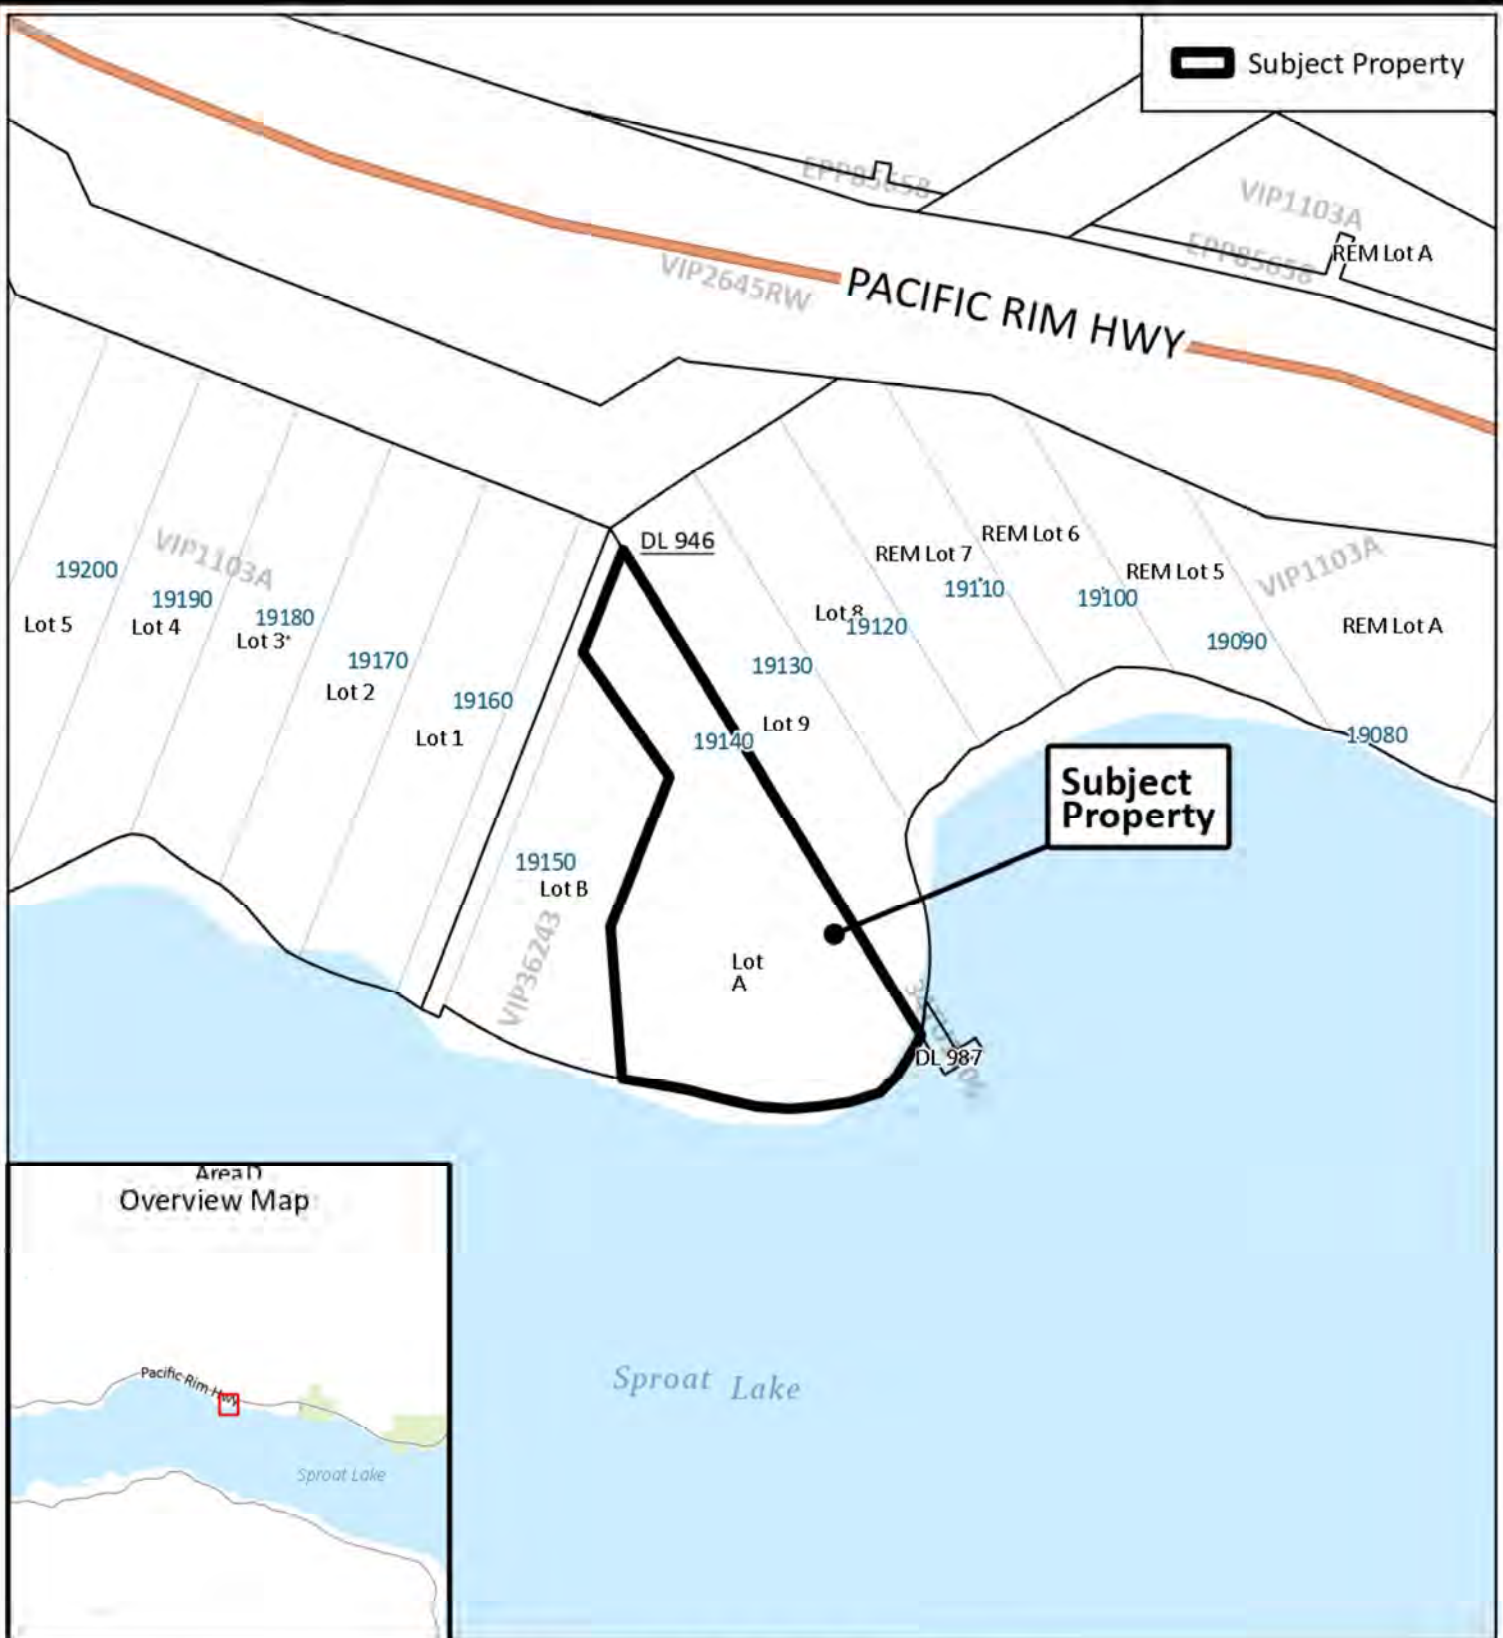 Subject Property
EPP85658
VIP1103A
EPP85658
REM Lot A
VIP2645RW
PACIFIC RIM HWY
DL 946
REM Lot 6
REM Lot 7
REM Lot 5
VIP1103A
VIP1103A
19200
19190
19180
19110
19100
Lot 5
Lot 4
Lot 3
Lot 8
19120
REM Lot A
19090
19170
19130
Lot 2
19160
Lot 9
Lot 1
19140
19080
Subject
Property
19150
Lot B
VIP36243
Lot
A
DL 987
Area D
Overview Map
Pacific Rim Hwy
Sproat Lake
Sproat Lake